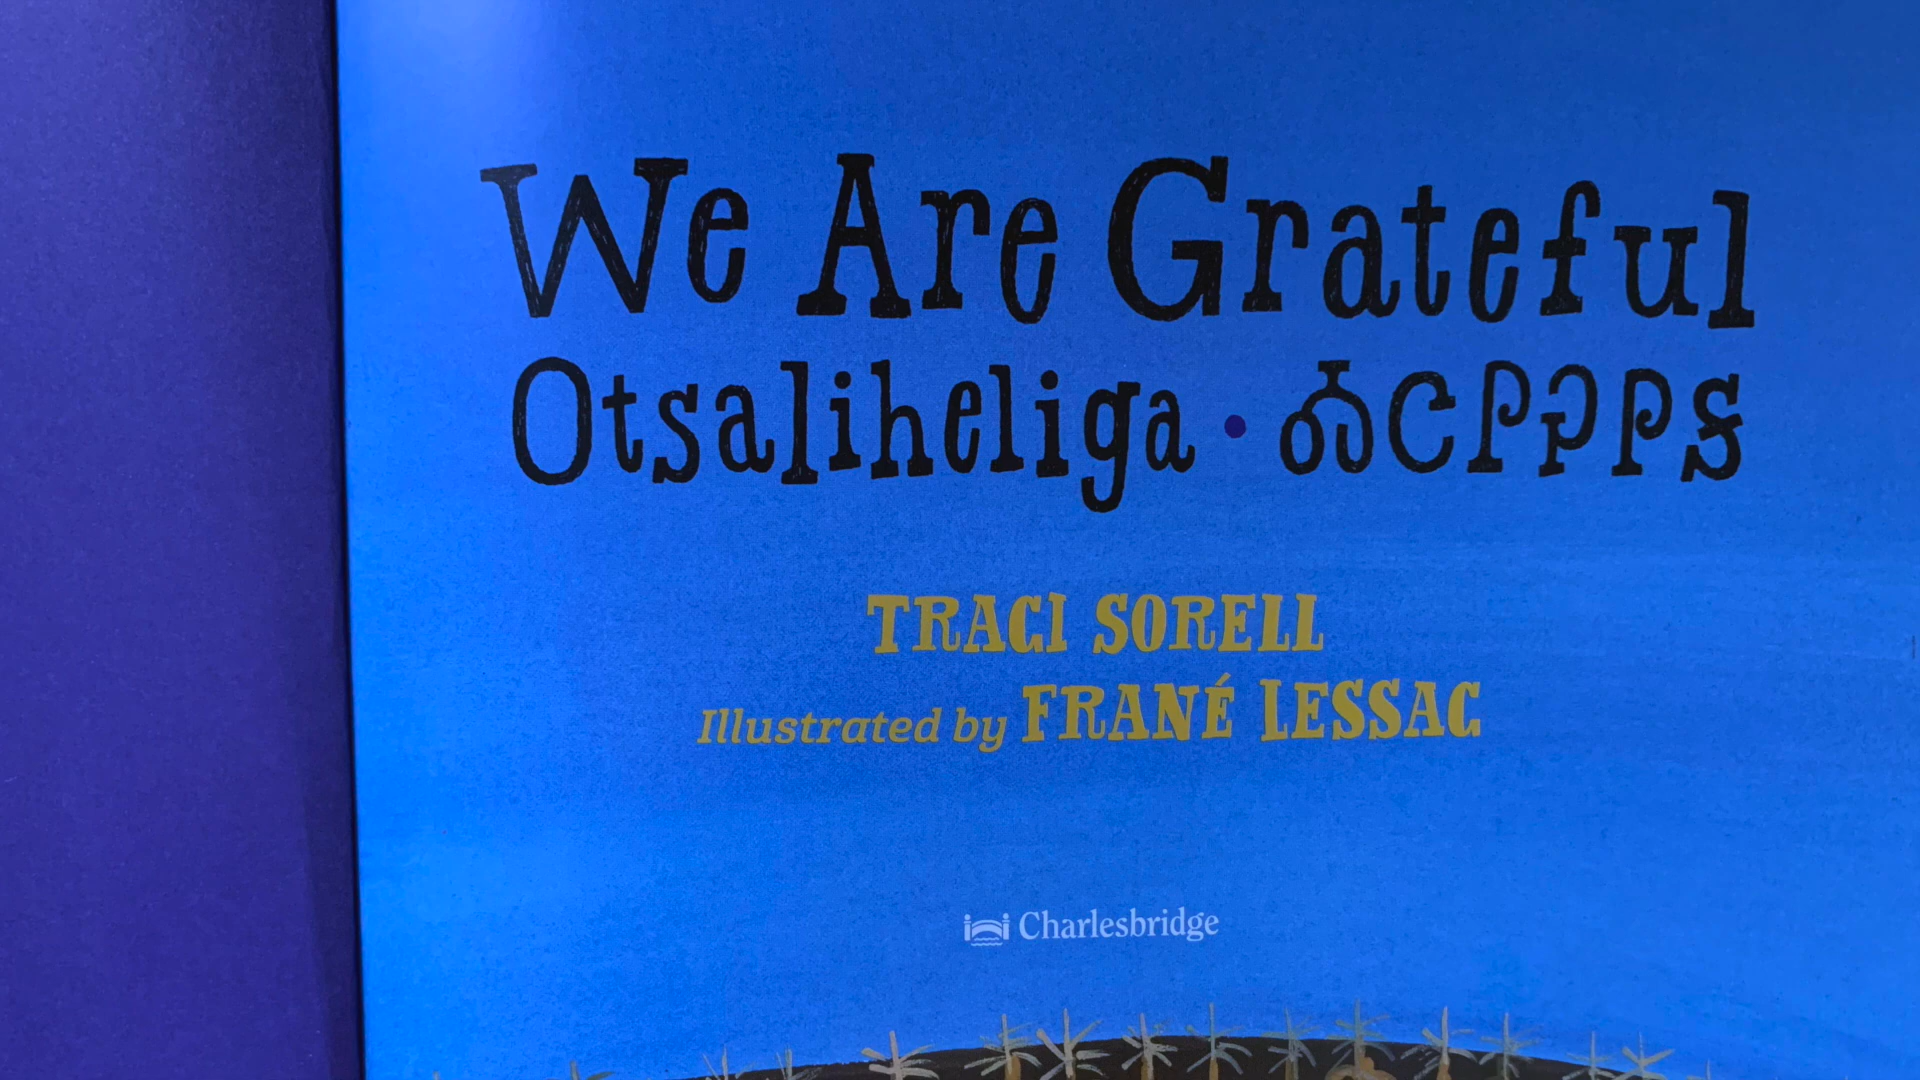 We Are Grateful
Otsaliheliga • ᎣᏣᎵᎮᎵᎦ
TRACI SORELL
Illustrated by FRANÉ LESSAC
Charlesbridge